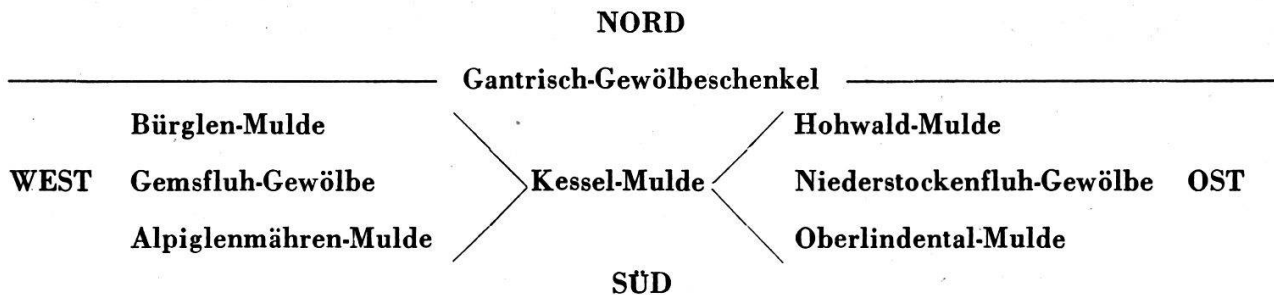 NORD
Gantrisch-Gewölbeschenkel
Bürglen-Mulde Hohwald-Mulde
WEST Gemsfluh-Gewölbe Kessel-Mulde Niederstockenfluh-Gewölbe OST
Alpiglenmähren-Mulde Oberlindental-Mulde
SÜD